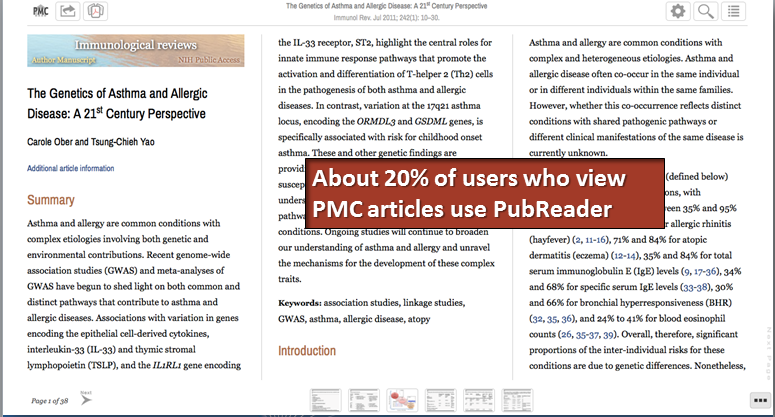 PMC
The Genetics of Asthma and Allergic Disease: A 21st Century Perspective
Immunol Rev. Jul 2011; 242(1): 10–30.
Immunological reviews
Author Manuscript NIH Public Access
The Genetics of Asthma and Allergic
Disease: A 21st Century Perspective
Carole Ober and Tsung-Chieh Yao
Additional article information
Summary
Asthma and allergy are common conditions with
complex etiologies involving both genetic and
environmental contributions. Recent genome-wide
association studies (GWAS) and meta-analyses of
GWAS have begun to shed light on both common and
distinct pathways that contribute to asthma and
allergic diseases. Associations with variation in genes
encoding the epithelial cell-derived cytokines,
interleukin-33 (IL-33) and thymic stromal
lymphopoietin (TSLP), and the IL1RL1 gene encoding
the IL-33 receptor, ST2, highlight the central roles for
innate immune response pathways that promote the
activation and differentiation of T-helper 2 (Th2) cells
in the pathogenesis of both asthma and allergic
diseases. In contrast, variation at the 17q21 asthma
locus, encoding the ORMDL3 and GSDML genes, is
specifically associated with risk for childhood onset
asthma. These and other genetic findings are
provid
suscep
unders
pathwa
conditions. Ongoing studies will continue to broaden
our understanding of asthma and allergy and unravel
the mechanisms for the development of these complex
traits.
Keywords: association studies, linkage studies,
GWAS, asthma, allergic disease, atopy
Introduction
Asthma and allergy are common conditions with
complex and heterogeneous etiologies. Asthma and
allergic disease often co-occur in the same individual
or in different individuals within the same families.
However, whether this co-occurrence reflects distinct
conditions with shared pathogenic pathways or
different clinical manifestations of the same disease is
currently unknown.
(defined below)
ons, with
een 35% and 95%
r allergic rhinitis
(hayfever) (2, 11-16), 71% and 84% for atopic
dermatitis (eczema) (12-14), 35% and 84% for total
serum immunoglobulin E (IgE) levels (9, 17-36), 34%
and 68% for specific serum IgE levels (33-38), 30%
and 66% for bronchial hyperresponsiveness (BHR)
(32, 35, 36), and 24% to 41% for blood eosinophil
counts (26, 35-37, 39). Overall, therefore, significant
proportions of the inter-individual risks for these
conditions are due to genetic differences. Nonetheless,
About 20% of users who view
PMC articles use PubReader
Page 1 of 38
Next
Next Page